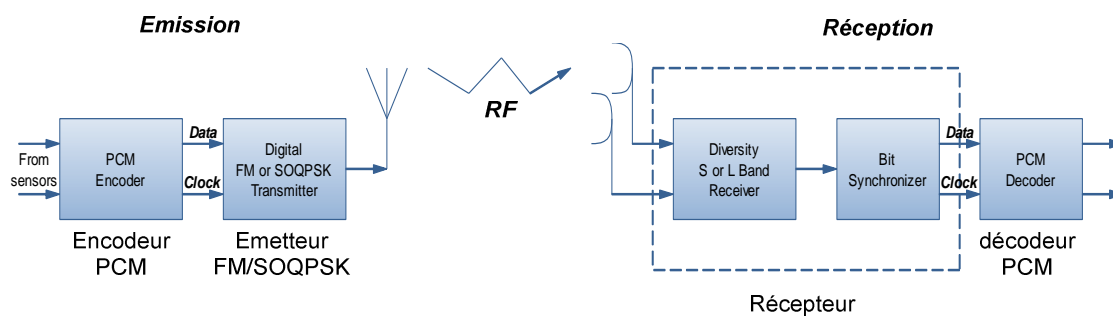 Emission
Réception
RF
From
sensors
PCM
Encoder
Data
Clock
Digital
FM or SOQPSK
Transmitter
Diversity
S or L Band
Receiver
Bit
Synchronizer
Data
Clock
PCM
Decoder
Encodeur
PCM
Emetteur
FM/SOQPSK
décodeur
PCM
Récepteur